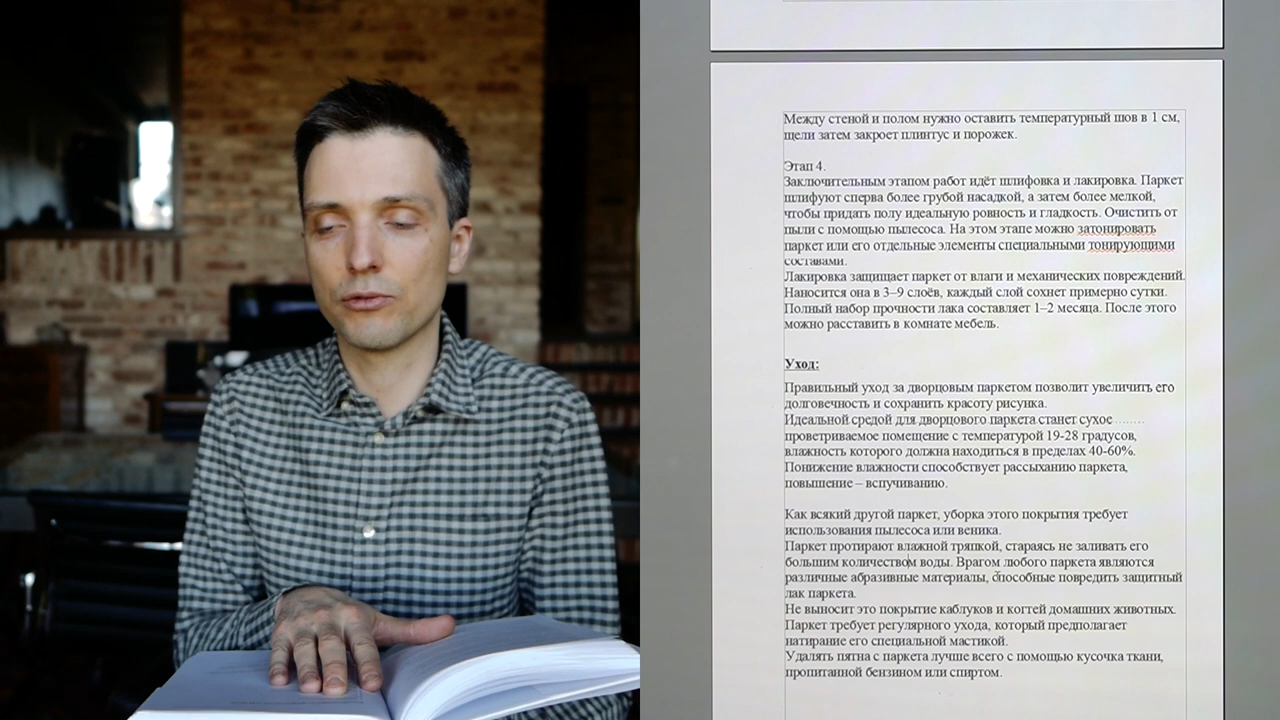 Между стеной и полом нужно оставить температурный шов в 1 см,
щели затем закроет плинтус и порожек.
Этап 4.
Заключительным этапом работ идёт шлифовка и лакировка. Паркет
шлифуют сперва более грубой насадкой, а затем более мелкой,
чтобы придать полу идеальную ровность и гладкость. Очистить от
пыли с помощью пылесоса. На этом этапе можно затонировать
паркет или его отдельные элементы специальными тонирующими
составами.
Лакировка защищает паркет от влаги и механических повреждений.
Наносится она в 3–9 слоёв, каждый слой сохнет примерно сутки.
Полный набор прочности лака составляет 1–2 месяца. После этого
можно расставить в комнате мебель.
Уход:
Правильный уход за дворцовым паркетом позволит увеличить его
долговечность и сохранить красоту рисунка.
Идеальной средой для дворцового паркета станет сухое
проветриваемое помещение с температурой 19-28 градусов,
влажность которого должна находиться в пределах 40-60%.
Понижение влажности способствует рассыханию паркета,
повышение – вспучиванию.
Как всякий другой паркет, уборка этого покрытия требует
использования пылесоса или веника.
Паркет протирают влажной тряпкой, стараясь не заливать его
большим количеством воды. Врагом любого паркета являются
различные абразивные материалы, способные повредить защитный
лак паркета.
Не выносит это покрытие каблуков и когтей домашних животных.
Паркет требует регулярного ухода, который предполагает
натирание его специальной мастикой.
Удалять пятна с паркета лучше всего с помощью кусочка ткани,
пропитанной бензином или спиртом.